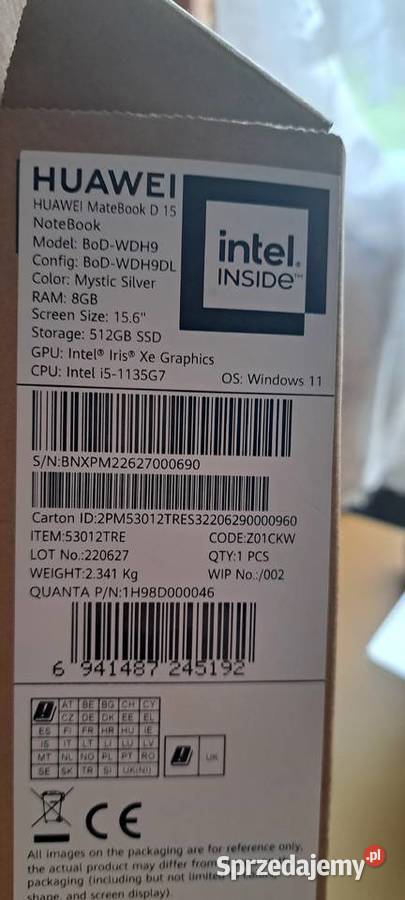 HUAWEI
HUAWEI MateBook D 15
NoteBook
Model: BoD-WDH9
Config: BoD-WDH9DL
Color: Mystic Silver
RAM: 8GB
Screen Size: 15.6"
Storage: 512GB SSD
GPU: Intel® Iris® Xe Graphics
CPU: Intel i5-1135G7 OS: Windows 11
intel.
INSIDE™
S/N:BNXPM22627000690
Carton ID:2PM53012TRES32206290000960
ITEM:53012TRE CODE:Z01CKW
LOT No.:220627 QTY:1 PCS
WEIGHT:2.341 Kg WIP No.:/002
QUANTA P/N:1H98D000046
6 941487 245192
AT BE BG CH CY
CZ DE DK EE EL
ES FI FR HR HU IE
IS IT LT LI LU LV
MT NL NO PL PT RO
SE SK TR SI UK(NI)
UK
CE
All images on the packaging are for reference only,
the actual product may differ from
packaging (including but not limited
shape, and screen display).
Sprzedajemy.pl